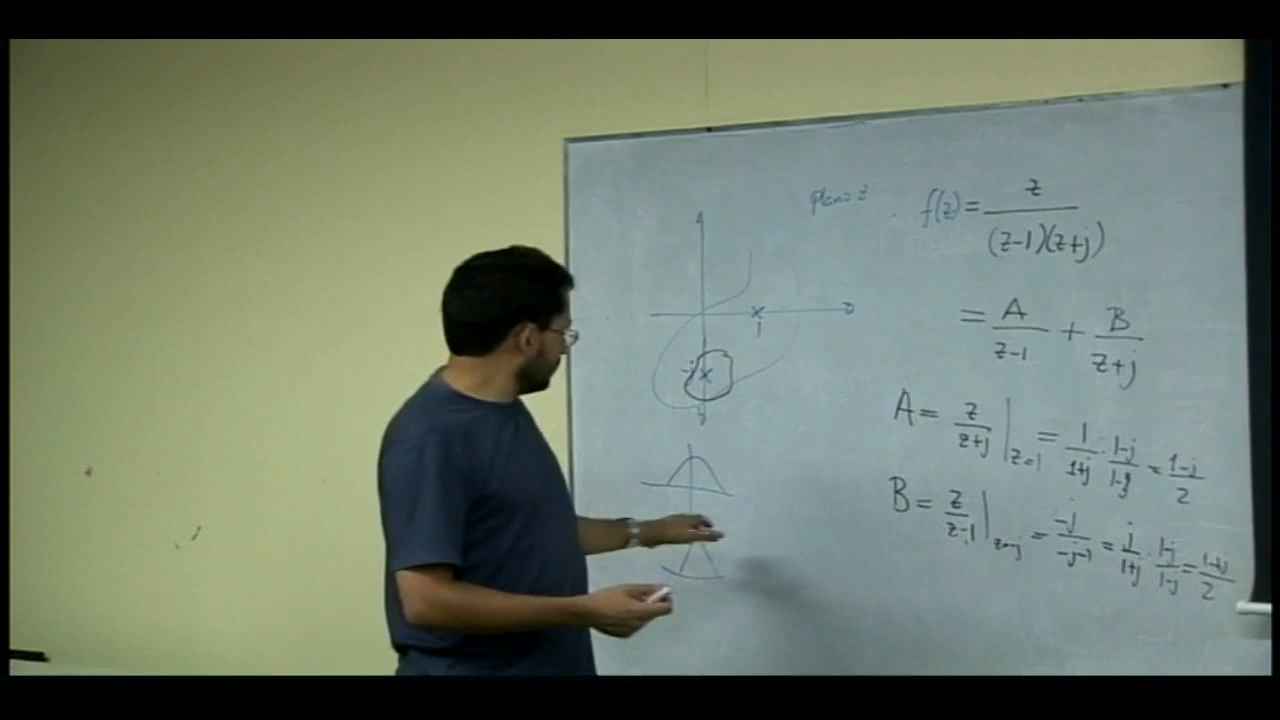 plano z
f(z) = z / (z-1)(z+j)
= A / z-1 + B / z+j
A = z / z+j |z=1 = 1 / 1+j · 1-j / 1-j = 1-j / 2
B = z / z-1 |z=-j = -j / -j-1 = j / 1+j · 1-j / 1-j = 1+j / 2
1
-j